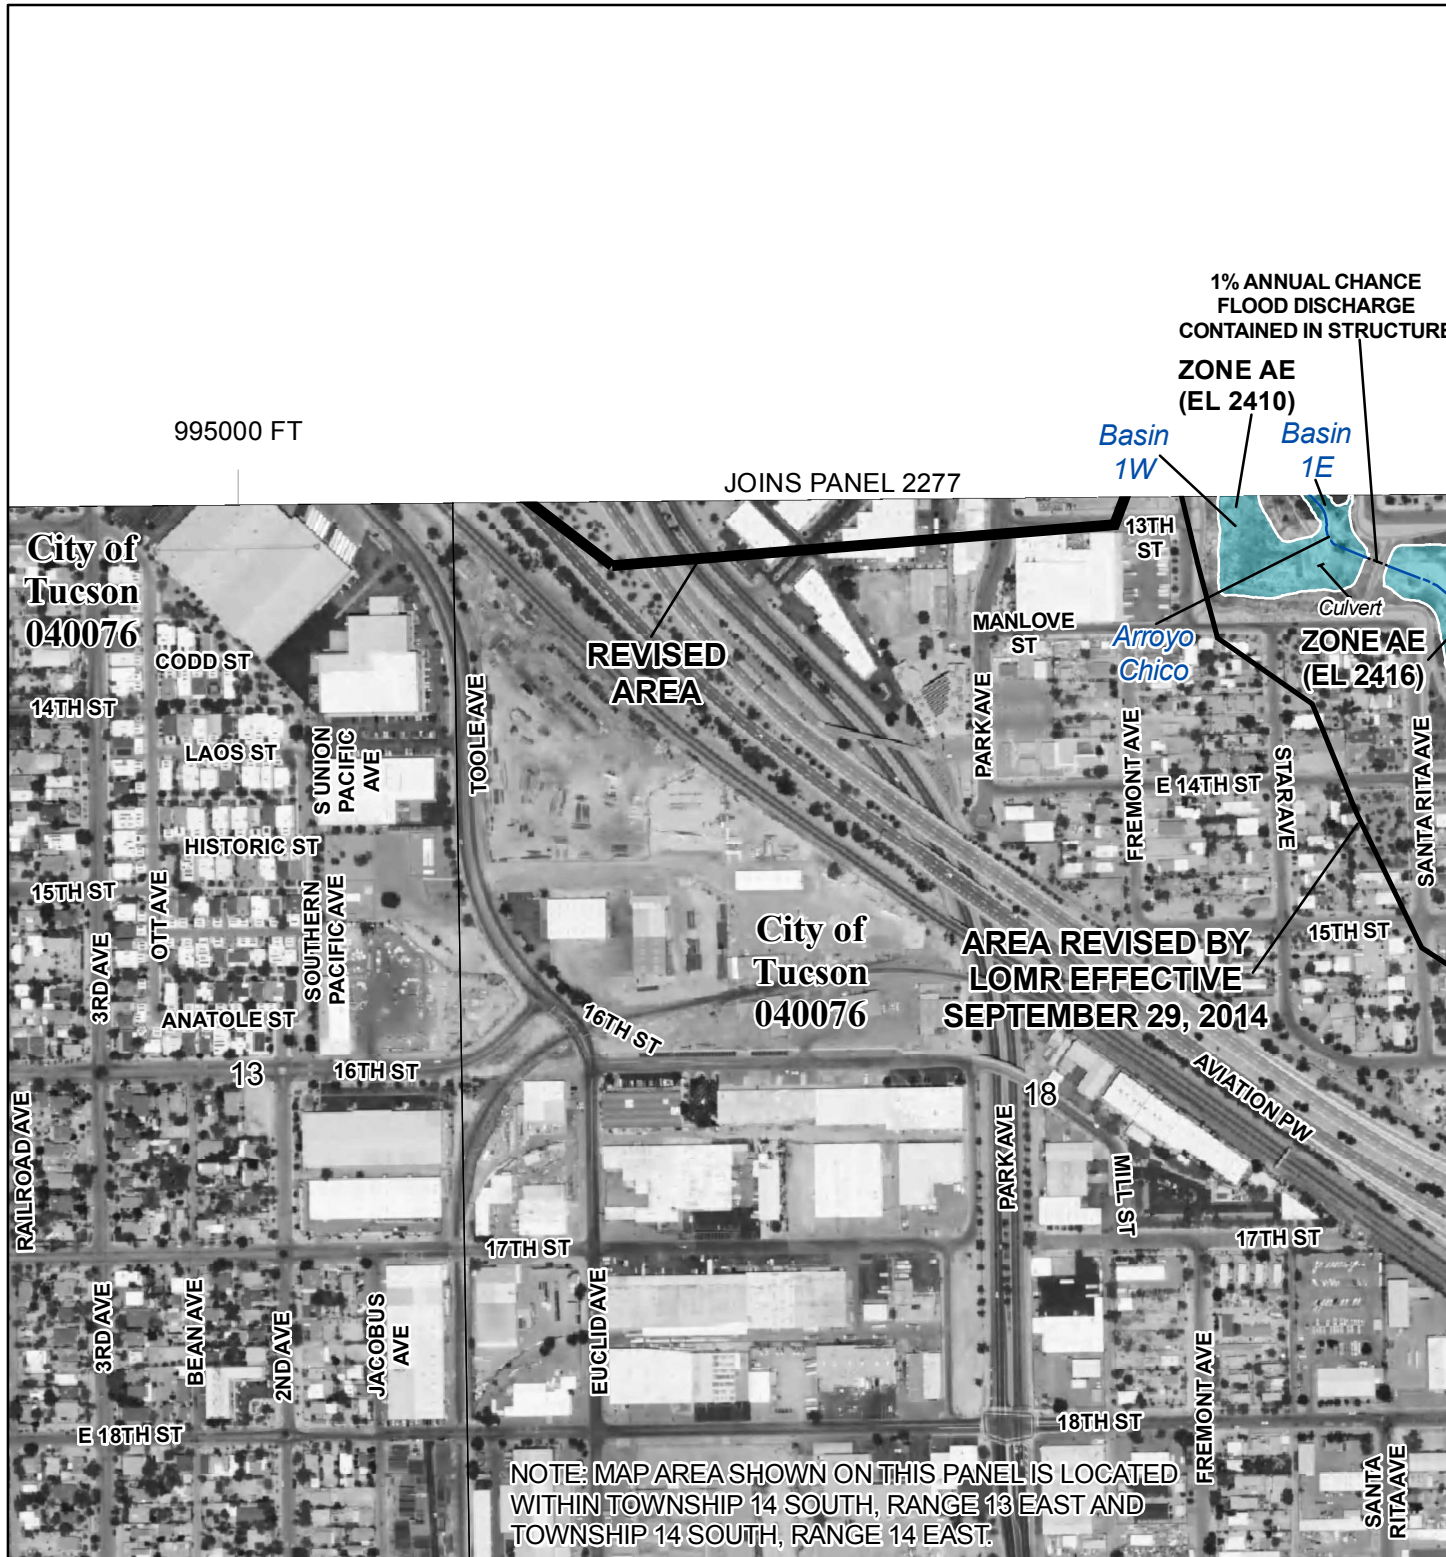 1% ANNUAL CHANCE
FLOOD DISCHARGE
CONTAINED IN STRUCTURE
ZONE AE
(EL 2410)
995000 FT
Basin
1W
Basin
1E
JOINS PANEL 2277
City of
Tucson
040076
13TH
ST
Culvert
MANLOVE
ST
Arroyo
Chico
ZONE AE
(EL 2416)
REVISED
AREA
CODD ST
14TH ST
LAOS ST
S UNION
PACIFIC
AVE
TOOLE AVE
PARK AVE
FREMONT AVE
E 14TH ST
STAR AVE
SANTA RITA AVE
HISTORIC ST
15TH ST
OTT AVE
3RD AVE
SOUTHERN
PACIFIC AVE
ANATOLE ST
City of
Tucson
040076
AREA REVISED BY
LOMR EFFECTIVE
SEPTEMBER 29, 2014
15TH ST
16TH ST
13
16TH ST
18
AVIATION PW
RAILROAD AVE
PARK AVE
MILL ST
17TH ST
17TH ST
3RD AVE
BEAN AVE
2ND AVE
JACOBUS
AVE
EUCLID AVE
FREMONT AVE
E 18TH ST
18TH ST
SANTA
RITA AVE
NOTE: MAP AREA SHOWN ON THIS PANEL IS LOCATED
WITHIN TOWNSHIP 14 SOUTH, RANGE 13 EAST AND
TOWNSHIP 14 SOUTH, RANGE 14 EAST.